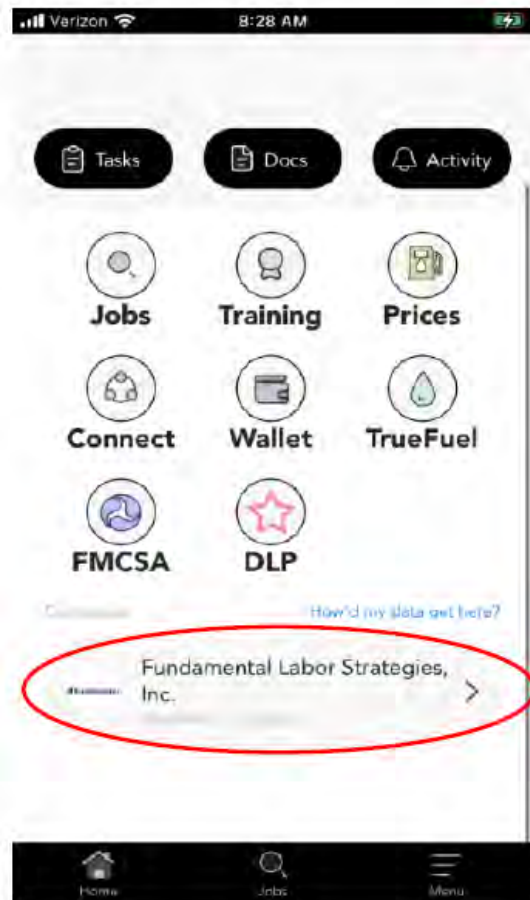 Verizon 8:28 AM
Tasks Docs Activity
Jobs Training Prices
Connect Wallet TrueFuel
FMCSA DLP
How'd my data get here?
Fundamental Labor Strategies,
Inc.
Home Jobs Menu